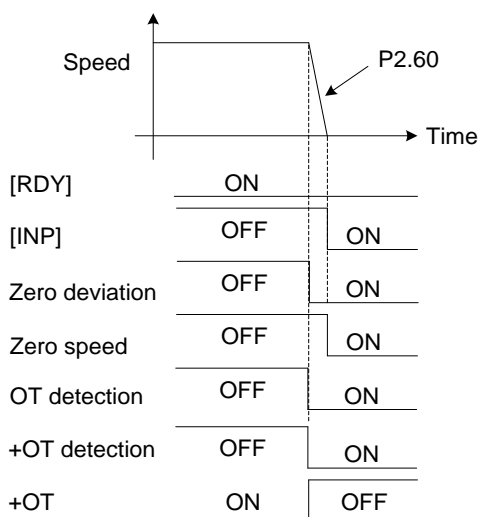 Speed
P2.60
Time
[RDY] ON
[INP] OFF ON
Zero deviation OFF ON
Zero speed OFF ON
OT detection OFF ON
+OT detection OFF ON
+OT ON OFF